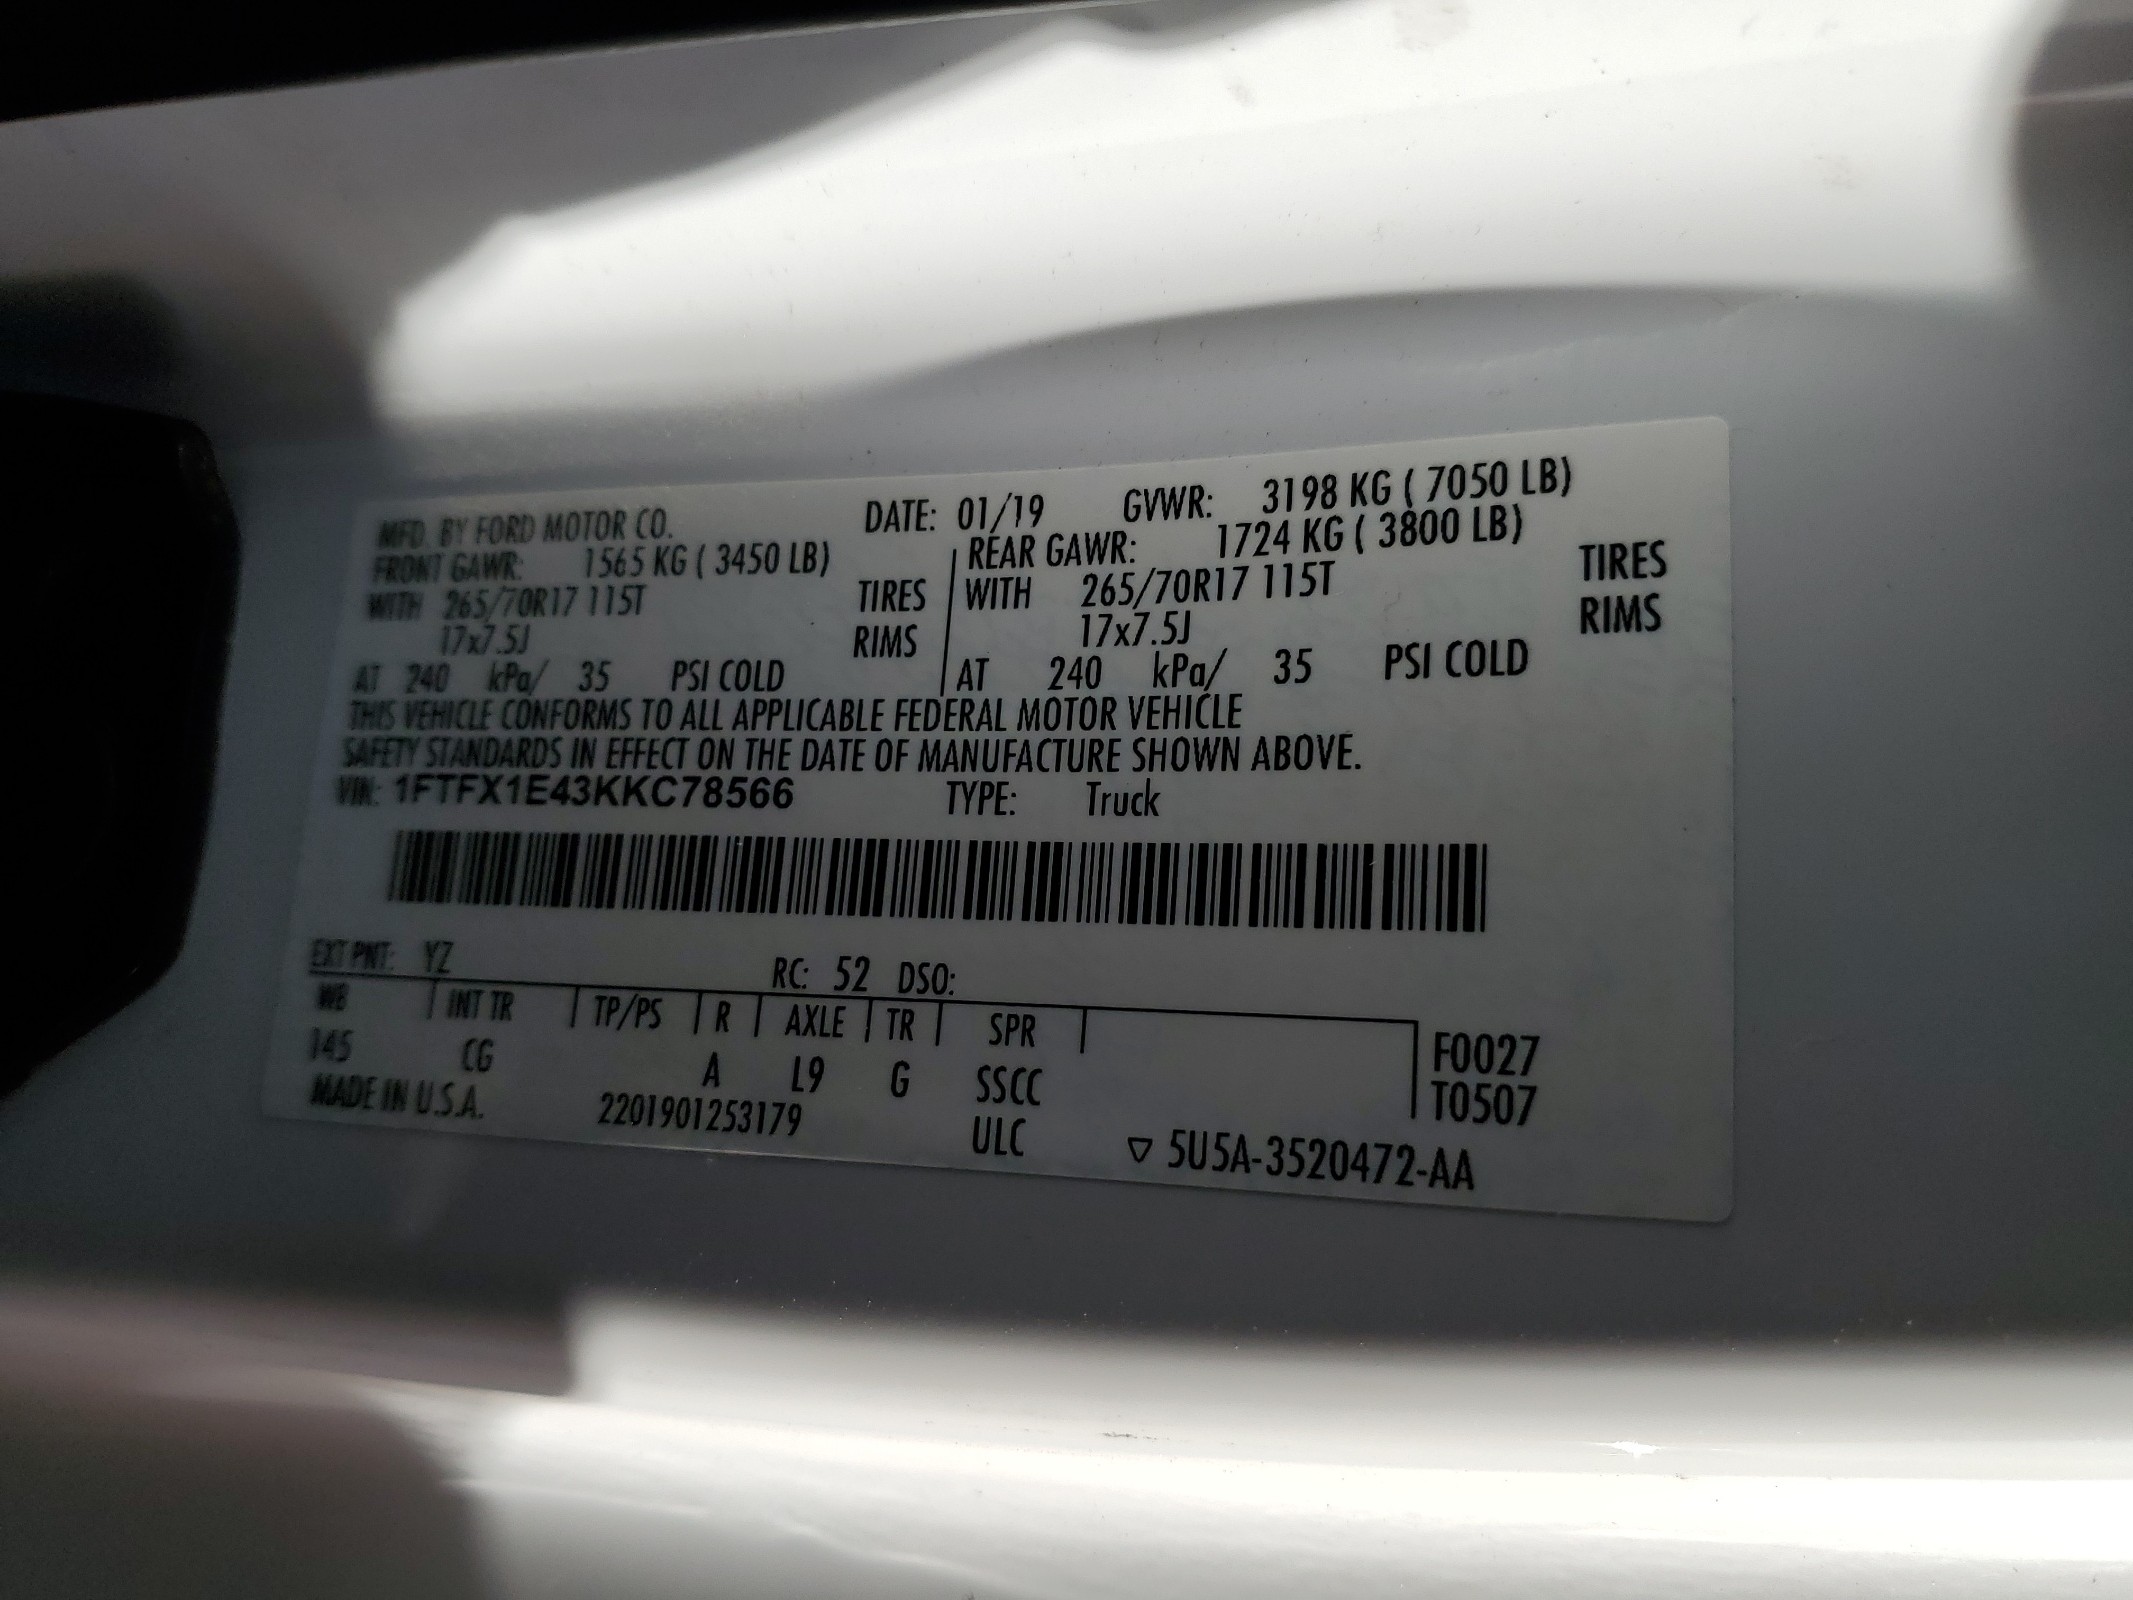 MFD. BY FORD MOTOR CO. DATE: 01/19 GVWR: 3198 KG ( 7050 LB)
FRONT GAWR: 1565 KG ( 3450 LB) REAR GAWR: 1724 KG ( 3800 LB)
WITH 265/70R17 115T TIRES WITH 265/70R17 115T TIRES
17x7.5J RIMS 17x7.5J RIMS
AT 240 kPa/ 35 PSI COLD AT 240 kPa/ 35 PSI COLD
THIS VEHICLE CONFORMS TO ALL APPLICABLE FEDERAL MOTOR VEHICLE
SAFETY STANDARDS IN EFFECT ON THE DATE OF MANUFACTURE SHOWN ABOVE.
VIN: 1FTFX1E43KKC78566 TYPE: Truck
EXT PNT: YZ RC: 52 DSO:
WB INT TR TP/PS R AXLE TR SPR F0027
145 CG A L9 G SSCC T0507
MADE IN U.S.A. 2201901253179 ULC ▽ 5U5A-3520472-AA